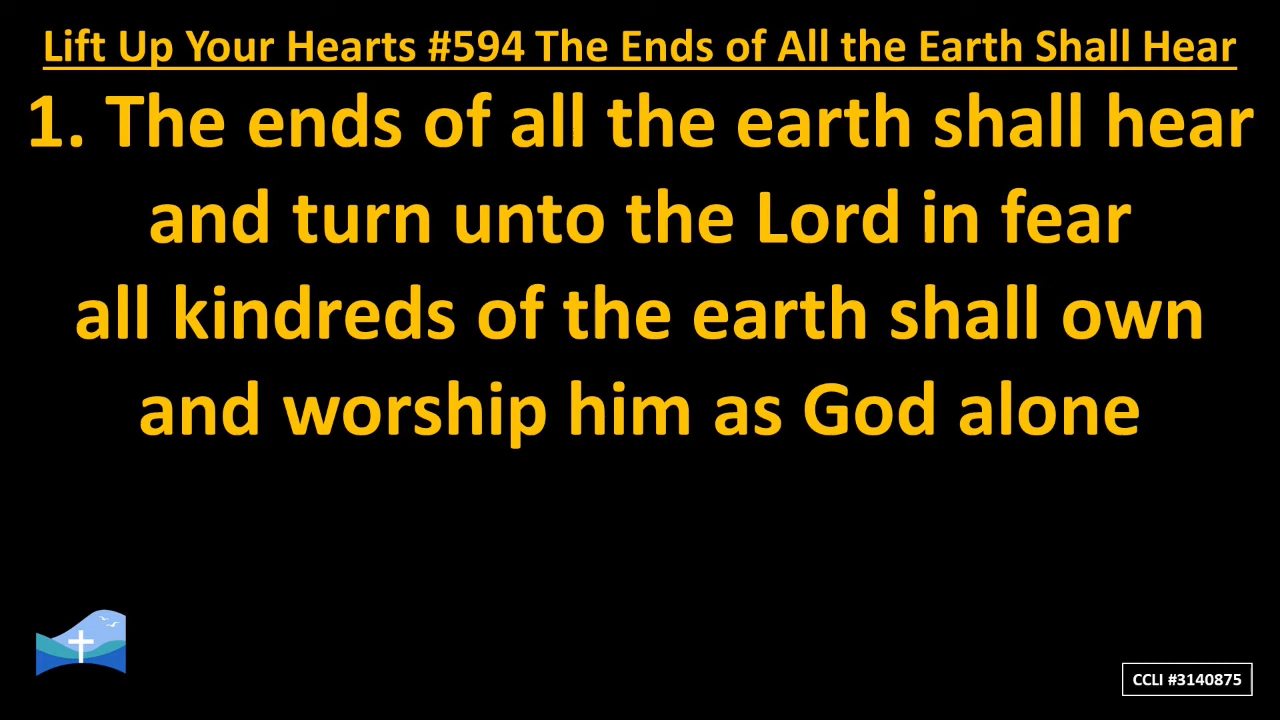 Lift Up Your Hearts #594 The Ends of All the Earth Shall Hear
1. The ends of all the earth shall hear
and turn unto the Lord in fear
all kindreds of the earth shall own
and worship him as God alone
CCLI #3140875